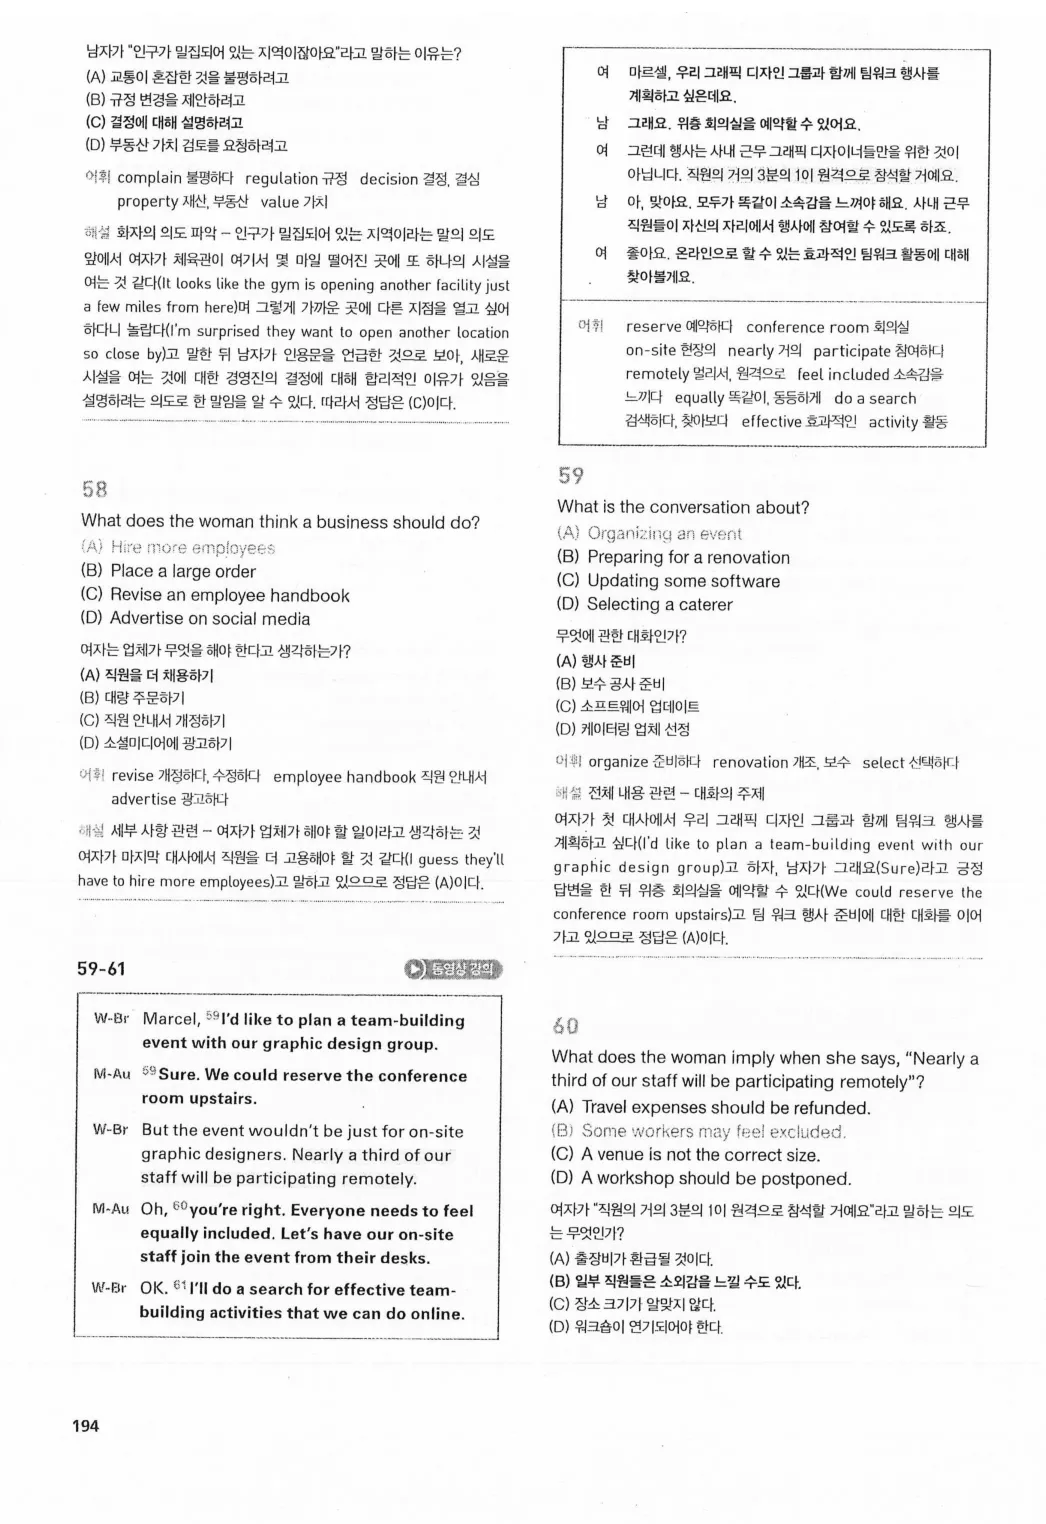 남자가 "인구가 밀집되어 있는 지역이잖아요"라고 말하는 이유는?
(A) 교통이 혼잡한 것을 불평하려고
(B) 규정 변경을 제안하려고
(C) 결정에 대해 설명하려고
(D) 부동산 가치 검토를 요청하려고
어휘 complain 불평하다 regulation 규정 decision 결정, 결심
property 재산, 부동산 value 가치
해설 화자의 의도 파악 – 인구가 밀집되어 있는 지역이라는 말의 의도
앞에서 여자가 체육관이 여기서 몇 마일 떨어진 곳에 또 하나의 시설을
여는 것 같다(It looks like the gym is opening another facility just
a few miles from here)며 그렇게 가까운 곳에 다른 지점을 열고 싶어
하다니 놀랍다(I'm surprised they want to open another location
so close by)고 말한 뒤 남자가 인용문을 언급한 것으로 보아, 새로운
시설을 여는 것에 대한 경영진의 결정에 대해 합리적인 이유가 있음을
설명하려는 의도로 한 말임을 알 수 있다. 따라서 정답은 (C)이다.
58
What does the woman think a business should do?
(A) Hire more employees
(B) Place a large order
(C) Revise an employee handbook
(D) Advertise on social media
여자는 업체가 무엇을 해야 한다고 생각하는가?
(A) 직원을 더 채용하기
(B) 대량 주문하기
(C) 직원 안내서 개정하기
(D) 소셜미디어에 광고하기
어휘 revise 개정하다, 수정하다 employee handbook 직원 안내서
advertise 광고하다
해설 세부 사항 관련 – 여자가 업체가 해야 할 일이라고 생각하는 것
여자가 마지막 대사에서 직원을 더 고용해야 할 것 같다(I guess they'll
have to hire more employees)고 말하고 있으므로 정답은 (A)이다.
59-61
동영상 강의
W-Br Marcel, 59I'd like to plan a team-building
event with our graphic design group.
M-Au 59Sure. We could reserve the conference
room upstairs.
W-Br But the event wouldn't be just for on-site
graphic designers. Nearly a third of our
staff will be participating remotely.
M-Au Oh, 60you're right. Everyone needs to feel
equally included. Let's have our on-site
staff join the event from their desks.
W-Br OK. 61I'll do a search for effective team-
building activities that we can do online.
194
여 마르셀, 우리 그래픽 디자인 그룹과 함께 팀워크 행사를
계획하고 싶은데요.
남 그래요. 위층 회의실을 예약할 수 있어요.
여 그런데 행사는 사내 근무 그래픽 디자이너들만을 위한 것이
아닙니다. 직원의 거의 3분의 1이 원격으로 참석할 거예요.
남 아, 맞아요. 모두가 똑같이 소속감을 느껴야 해요. 사내 근무
직원들이 자신의 자리에서 행사에 참여할 수 있도록 하죠.
여 좋아요. 온라인으로 할 수 있는 효과적인 팀워크 활동에 대해
찾아볼게요.
어휘 reserve 예약하다 conference room 회의실
on-site 현장의 nearly 거의 participate 참여하다
remotely 멀리서, 원격으로 feel included 소속감을
느끼다 equally 똑같이, 동등하게 do a search
검색하다, 찾아보다 effective 효과적인 activity 활동
59
What is the conversation about?
(A) Organizing an event
(B) Preparing for a renovation
(C) Updating some software
(D) Selecting a caterer
무엇에 관한 대화인가?
(A) 행사 준비
(B) 보수 공사 준비
(C) 소프트웨어 업데이트
(D) 케이터링 업체 선정
어휘 organize 준비하다 renovation 개조, 보수 select 선택하다
해설 전체 내용 관련 – 대화의 주제
여자가 첫 대사에서 우리 그래픽 디자인 그룹과 함께 팀워크 행사를
계획하고 싶다(I'd like to plan a team-building event with our
graphic design group)고 하자, 남자가 그래요(Sure)라고 긍정
답변을 한 뒤 위층 회의실을 예약할 수 있다(We could reserve the
conference room upstairs)고 팀 워크 행사 준비에 대한 대화를 이어
가고 있으므로 정답은 (A)이다.
60
What does the woman imply when she says, "Nearly a
third of our staff will be participating remotely"?
(A) Travel expenses should be refunded.
(B) Some workers may feel excluded.
(C) A venue is not the correct size.
(D) A workshop should be postponed.
여자가 "직원의 거의 3분의 1이 원격으로 참석할 거예요"라고 말하는 의도
는 무엇인가?
(A) 출장비가 환급될 것이다.
(B) 일부 직원들은 소외감을 느낄 수도 있다.
(C) 장소 크기가 알맞지 않다.
(D) 워크숍이 연기되어야 한다.